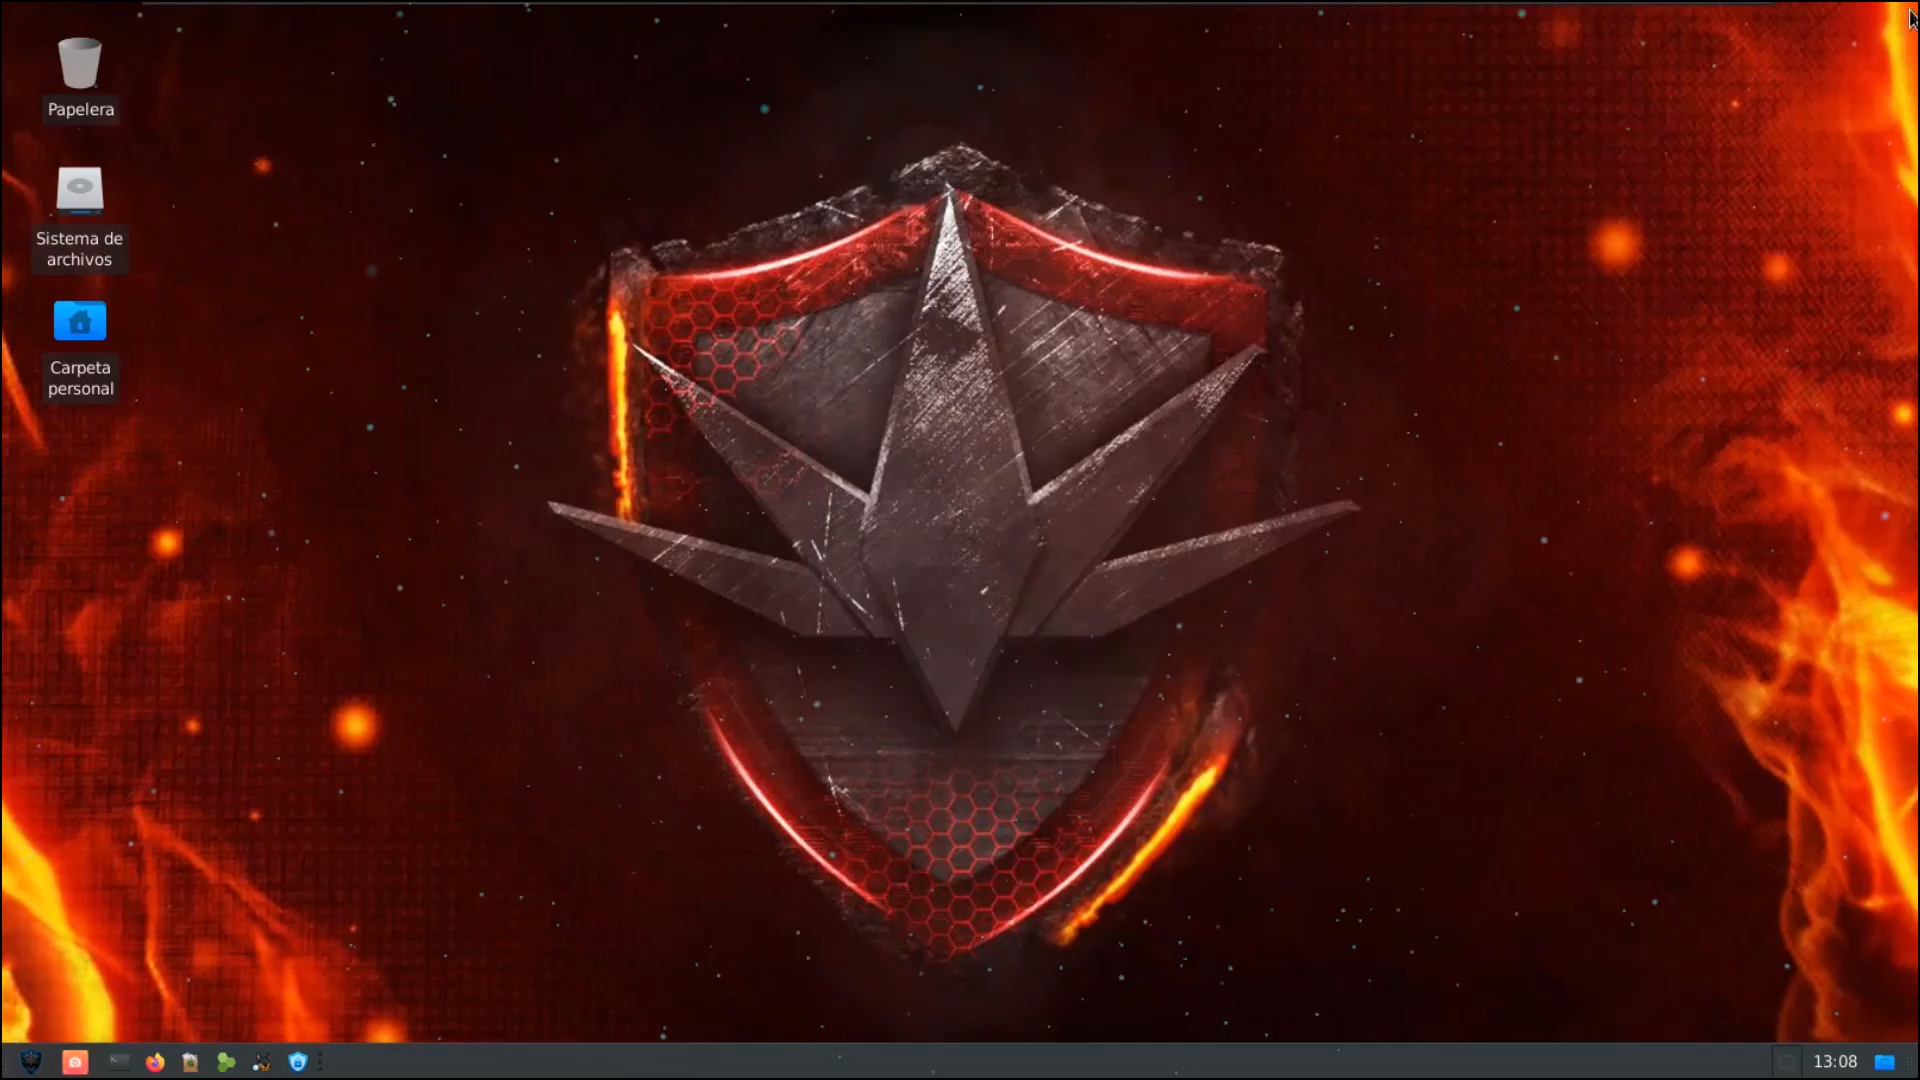 Papelera
Sistema de
archivos
Carpeta
personal
13:08